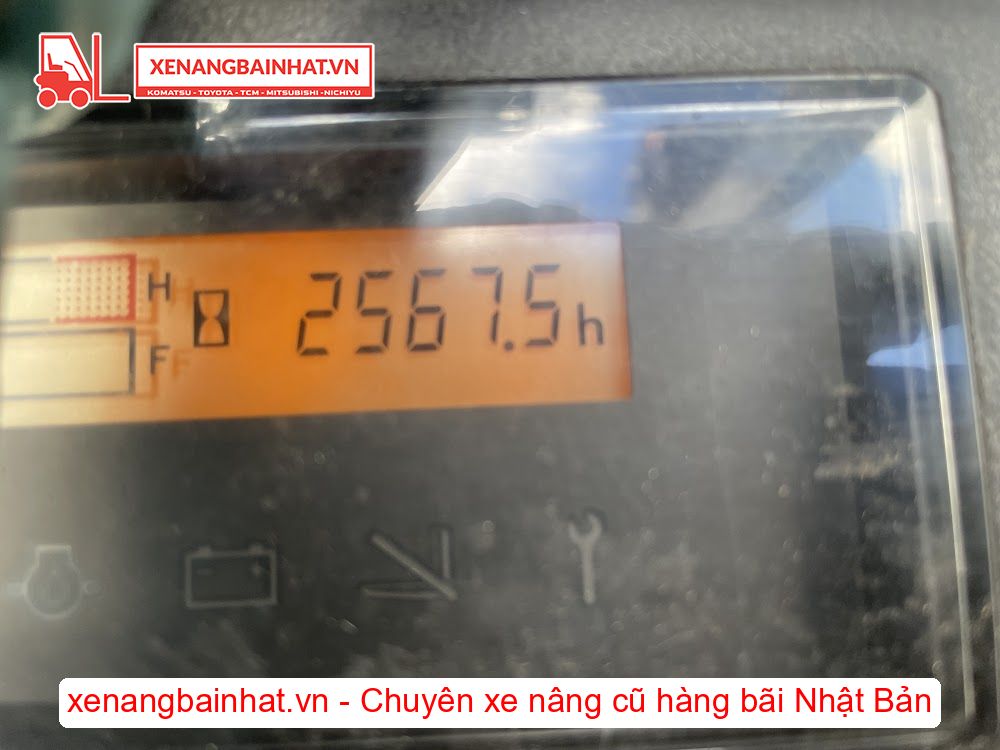 XENANGBAINHAT.VN
KOMATSU - TOYOTA - TCM - MITSUBISHI -NICHIYU
H
2567.5h
F
xenangbainhat.vn - Chuyên xe nâng cũ hàng bãi Nhật Bản